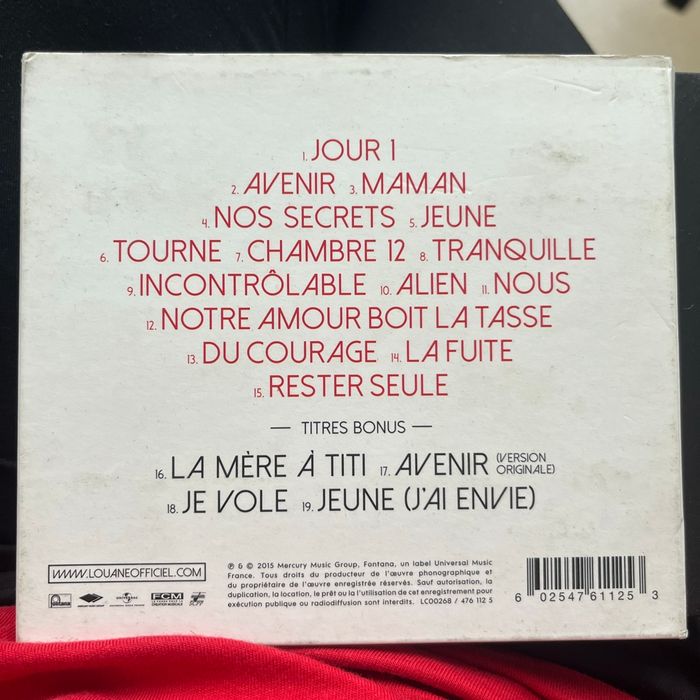 1. JOUR 1
2. AVENIR 3. MAMAN
4. NOS SECRETS 5. JEUNE
6. TOURNE 7. CHAMBRE 12 8. TRANQUILLE
9. INCONTRÔLABLE 10. ALIEN 11. NOUS
12. NOTRE AMOUR BOIT LA TASSE
13. DU COURAGE 14. LA FUITE
15. RESTER SEULE
— TITRES BONUS —
16. LA MÈRE À TITI 17. AVENIR (VERSION ORIGINALE)
18. JE VOLE 19. JEUNE (J'AI ENVIE)
WWW.LOUANEOFFICIEL.COM
℗ & © 2015 Mercury Music Group, Fontana, un label Universal Music
France. Tous droits du producteur de l'œuvre phonographique et
du propriétaire de l'œuvre enregistrée réservés. Sauf autorisation, la
duplication, la location, le prêt ou la l'utilisation de cet enregistrement pour
exécution publique ou radiodiffusion sont interdits. LC00268 / 476 112 5
fontana
UNIVERSAL
FCM
SCPP
6 02547 61125 3